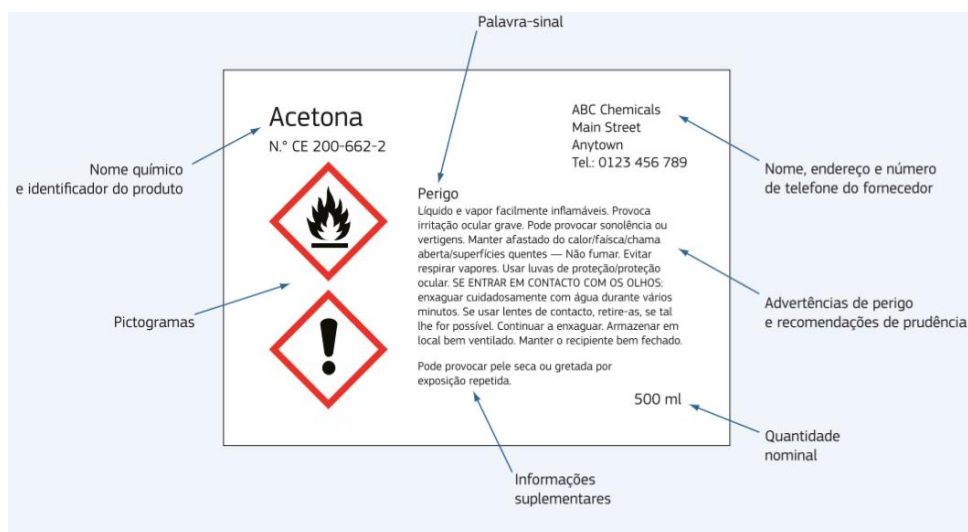 Palavra-sinal
Acetona
N.° CE 200-662-2
ABC Chemicals
Main Street
Anytown
Tel.: 0123 456 789
Nome químico
e identificador do produto
Nome, endereço e número
de telefone do fornecedor
Perigo
Líquido e vapor facilmente inflamáveis. Provoca
irritação ocular grave. Pode provocar sonolência ou
vertigens. Manter afastado do calor/faísca/chama
aberta/superfícies quentes — Não fumar. Evitar
respirar vapores. Usar luvas de proteção/proteção
ocular. SE ENTRAR EM CONTACTO COM OS OLHOS:
enxaguar cuidadosamente com água durante vários
minutos. Se usar lentes de contacto, retire-as, se tal
lhe for possível. Continuar a enxaguar. Armazenar em
local bem ventilado. Manter o recipiente bem fechado.
Pictogramas
Advertências de perigo
e recomendações de prudência
Pode provocar pele seca ou gretada por
exposição repetida.
500 ml
Quantidade
nominal
Informações
suplementares